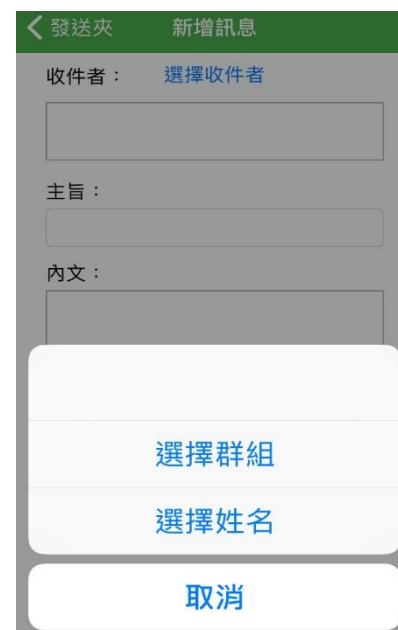 發送夾 新增訊息
收件者： 選擇收件者
主旨：
內文：
選擇群組
選擇姓名
取消